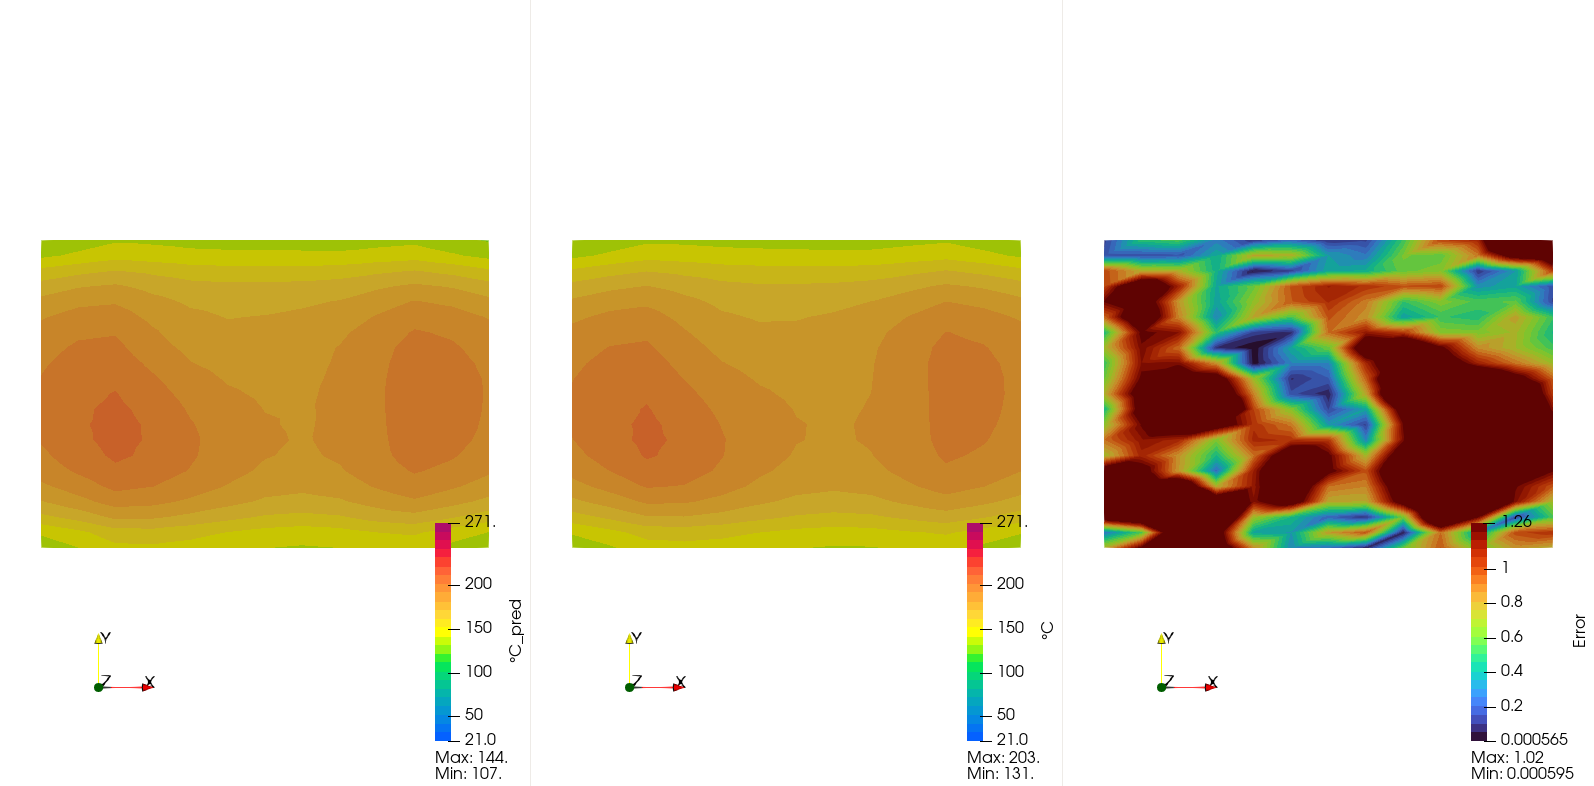 271.
200
150
100
50
21.0
°C_pred
Max: 144.
Min: 107.
Y
Z
X
271.
200
150
100
50
21.0
°C
Max: 203.
Min: 131.
Y
Z
X
1.26
1
0.8
0.6
0.4
0.2
0.000565
Error
Max: 1.02
Min: 0.000595
Y
Z
X